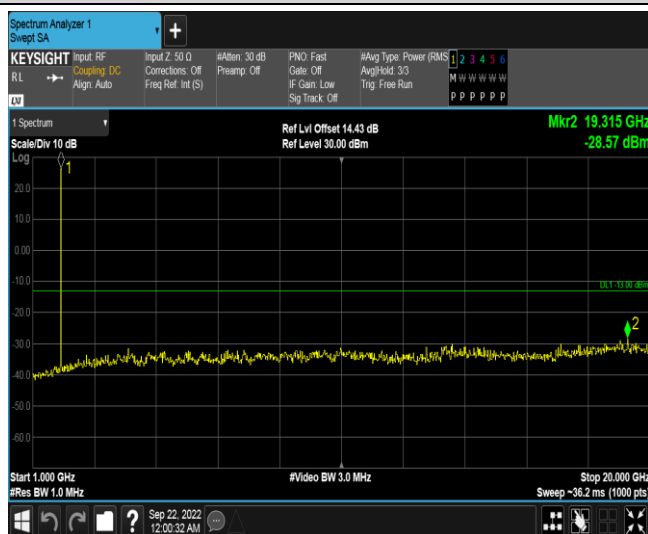 Spectrum Analyzer 1
Swept SA
+
KEYSIGHT
RL
LXI
Input: RF
Coupling: DC
Align: Auto
Input Z: 50 Ω
Corrections: Off
Freq Ref: Int (S)
#Atten: 30 dB
Preamp: Off
PNO: Fast
Gate: Off
IF Gain: Low
Sig Track: Off
#Avg Type: Power (RMS
Avg|Hold: 3/3
Trig: Free Run
1 2 3 4 5 6
M W W W W W
P P P P P P
1 Spectrum
Scale/Div 10 dB
Ref Lvl Offset 14.43 dB
Ref Level 30.00 dBm
Mkr2 19.315 GHz
-28.57 dBm
Log
1
20.0
10.0
0.00
-10.0
DL1 -13.00 dBm
-20.0
2
-30.0
-40.0
-50.0
-60.0
Start 1.000 GHz
#Video BW 3.0 MHz
Stop 20.000 GHz
#Res BW 1.0 MHz
Sweep ~36.2 ms (1000 pts)
?
Sep 22, 2022
12:00:32 AM